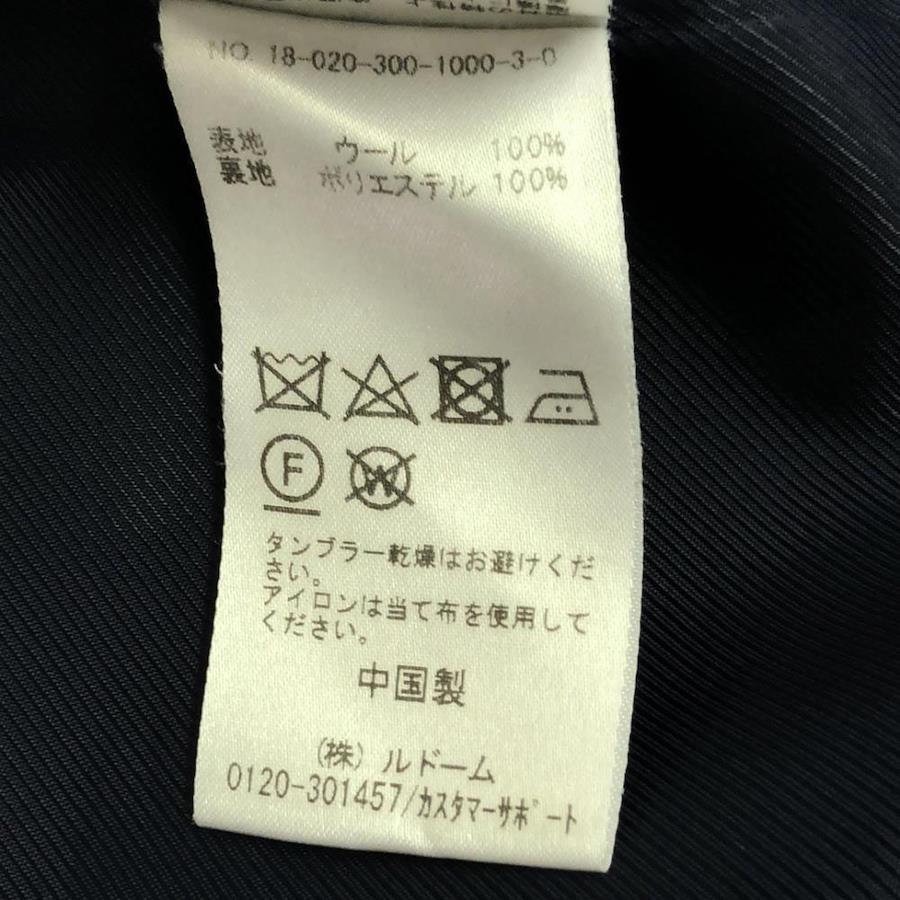 NO. 18-020-300-1000-3-0
表地 ウール 100%
裏地 ポリエステル 100%
F W
タンブラー乾燥はお避けくだ
さい。
アイロンは当て布を使用して
ください。
中国製
(株) ルドーム
0120-301457/カスタマーサポート